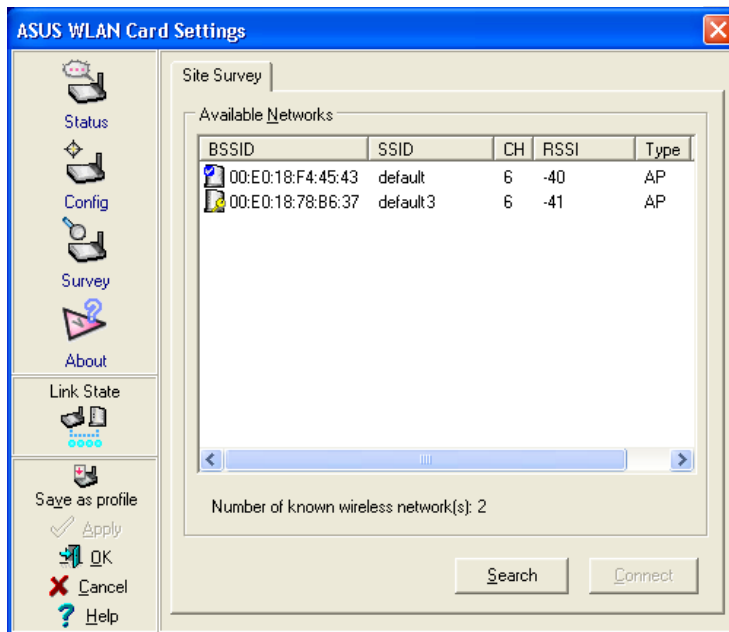 ASUS WLAN Card Settings
Status
Config
Survey
About
Link State
Save as profile
Apply
OK
Cancel
Help
Site Survey
Available Networks
BSSID SSID CH RSSI Type
00:E0:18:F4:45:43 default 6 -40 AP
00:E0:18:78:B6:37 default3 6 -41 AP
Number of known wireless network(s): 2
Search Connect